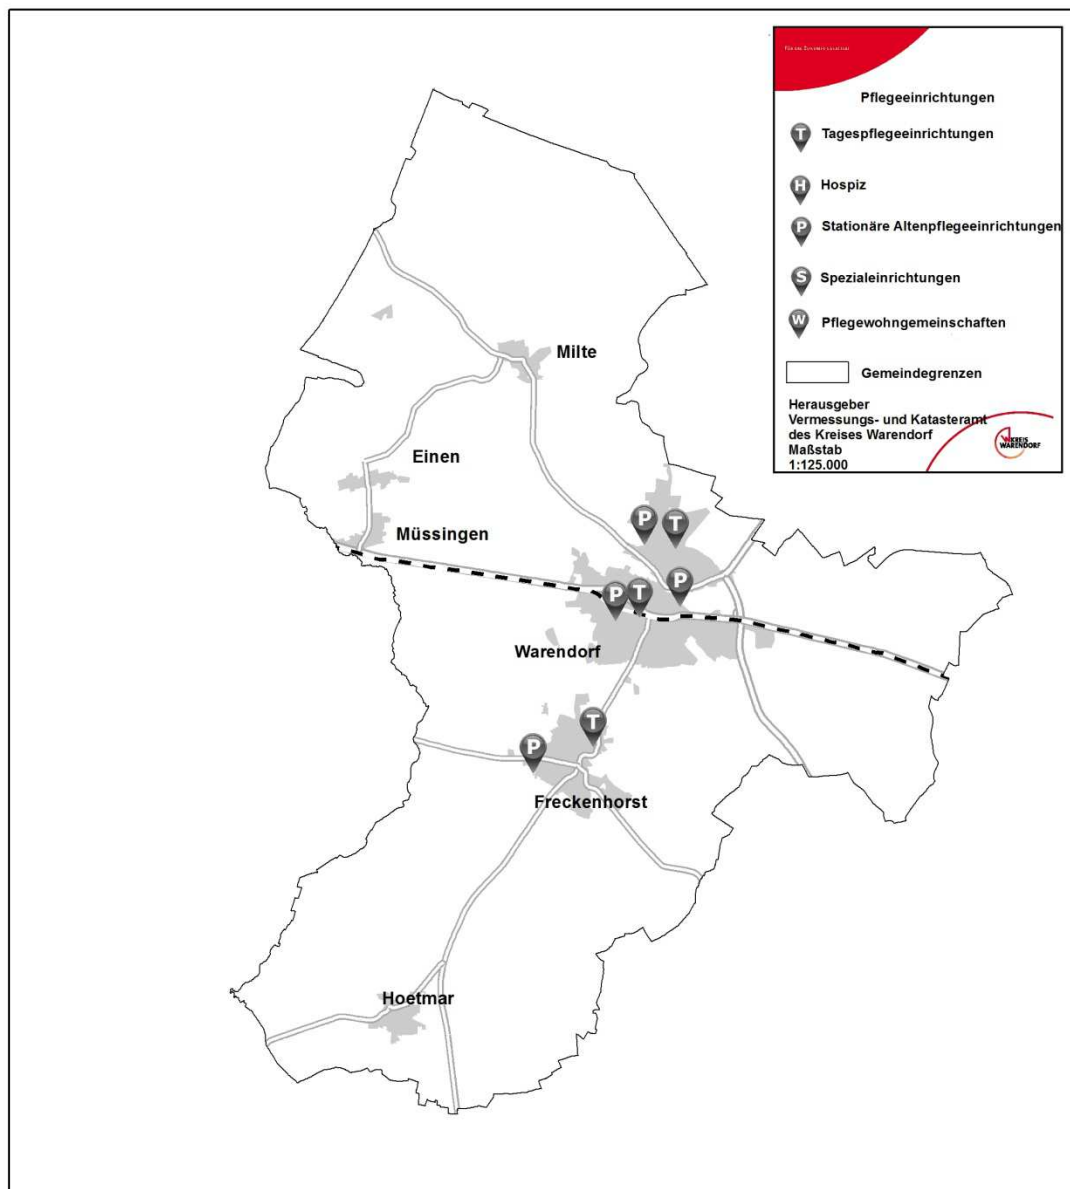 Pflegeeinrichtungen
T Tagespflegeeinrichtungen
H Hospiz
P Stationäre Altenpflegeeinrichtungen
S Spezialeinrichtungen
W Pflegewohngemeinschaften
Gemeindegrenzen
Herausgeber
Vermessungs- und Katasteramt
des Kreises Warendorf
Maßstab
1:125.000
KREIS
WARENDORF
Milte
Einen
Müssingen
P T
P
P T
Warendorf
T
P
Freckenhorst
Hoetmar